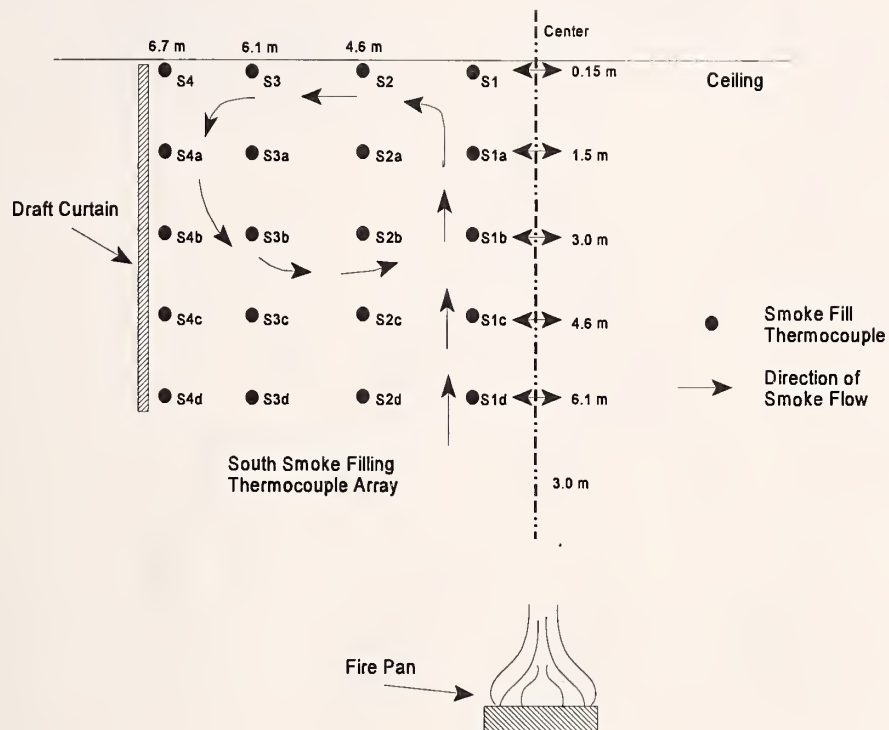 Center
6.7 m 6.1 m 4.6 m
S4 S3 S2 S1 0.15 m
Ceiling
S4a S3a S2a S1a 1.5 m
Draft Curtain
S4b S3b S2b S1b 3.0 m
S4c S3c S2c S1c 4.6 m
Smoke Fill
Thermocouple
Direction of
Smoke Flow
S4d S3d S2d S1d 6.1 m
South Smoke Filling
Thermocouple Array
3.0 m
Fire Pan